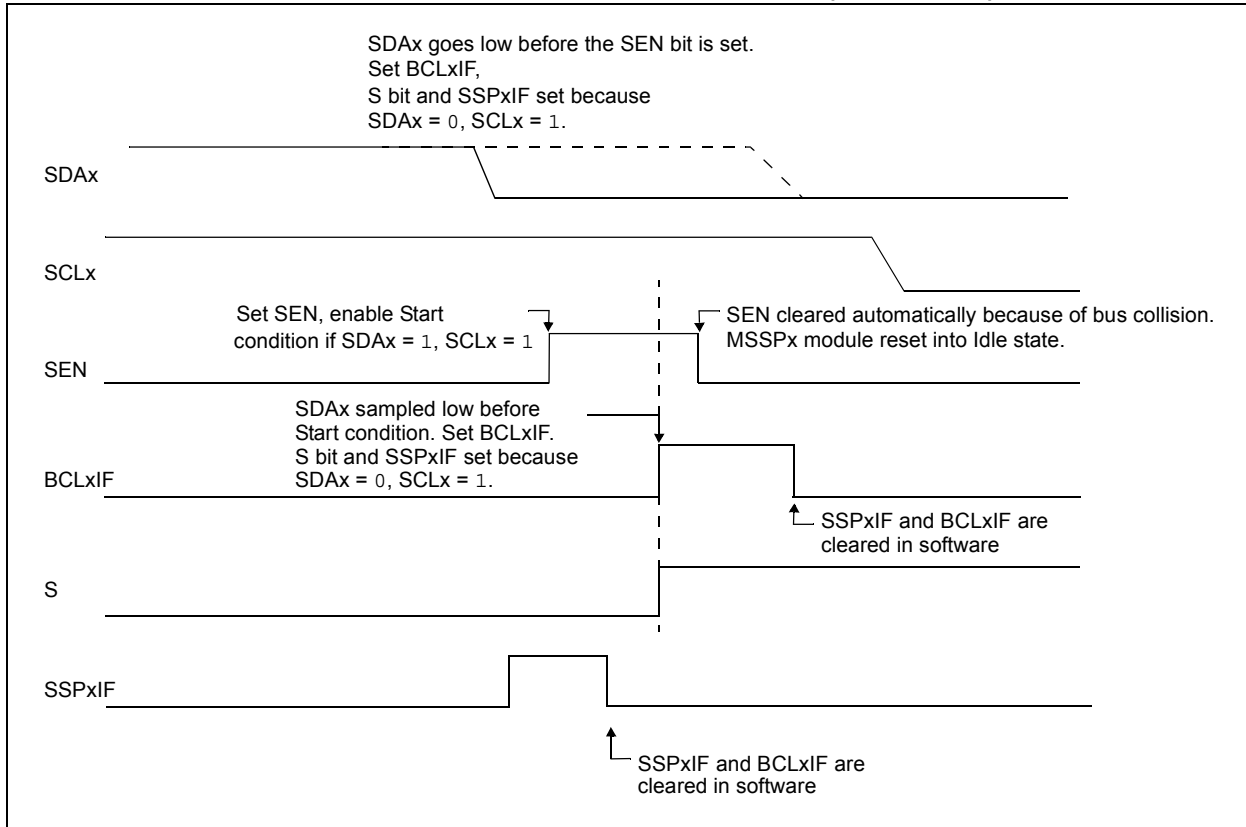 SDAx goes low before the SEN bit is set.
Set BCLxIF,
S bit and SSPxIF set because
SDAx = 0, SCLx = 1.
SDAx
SCLx
Set SEN, enable Start
condition if SDAx = 1, SCLx = 1
SEN cleared automatically because of bus collision.
MSSPx module reset into Idle state.
SEN
SDAx sampled low before
Start condition. Set BCLxIF.
S bit and SSPxIF set because
SDAx = 0, SCLx = 1.
BCLxIF
SSPxIF and BCLxIF are
cleared in software
S
SSPxIF
SSPxIF and BCLxIF are
cleared in software